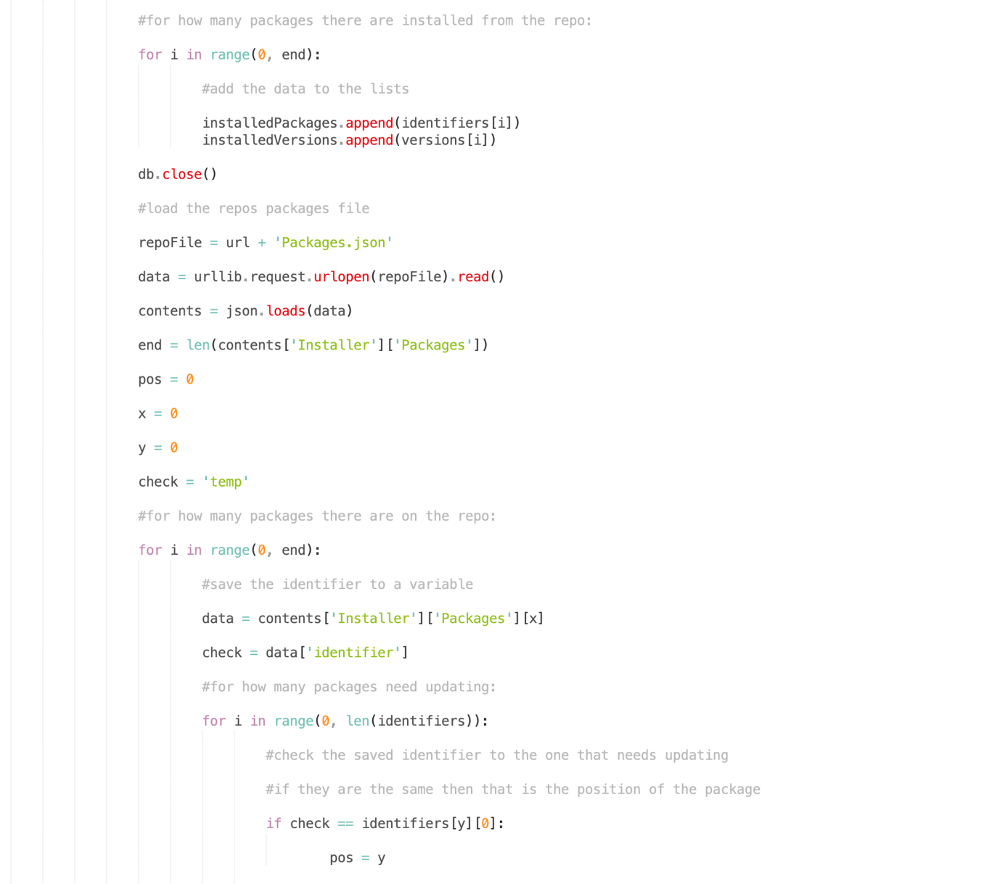 #for how many packages there are installed from the repo:
for i in range(0, end):
#add the data to the lists
installedPackages.append(identifiers[i])
installedVersions.append(versions[i])
db.close()
#load the repos packages file
repoFile = url + 'Packages.json'
data = urllib.request.urlopen(repoFile).read()
contents = json.loads(data)
end = len(contents['Installer']['Packages'])
pos = 0
x = 0
y = 0
check = 'temp'
#for how many packages there are on the repo:
for i in range(0, end):
#save the identifier to a variable
data = contents['Installer']['Packages'][x]
check = data['identifier']
#for how many packages need updating:
for i in range(0, len(identifiers)):
#check the saved identifier to the one that needs updating
#if they are the same then that is the position of the package
if check == identifiers[y][0]:
pos = y